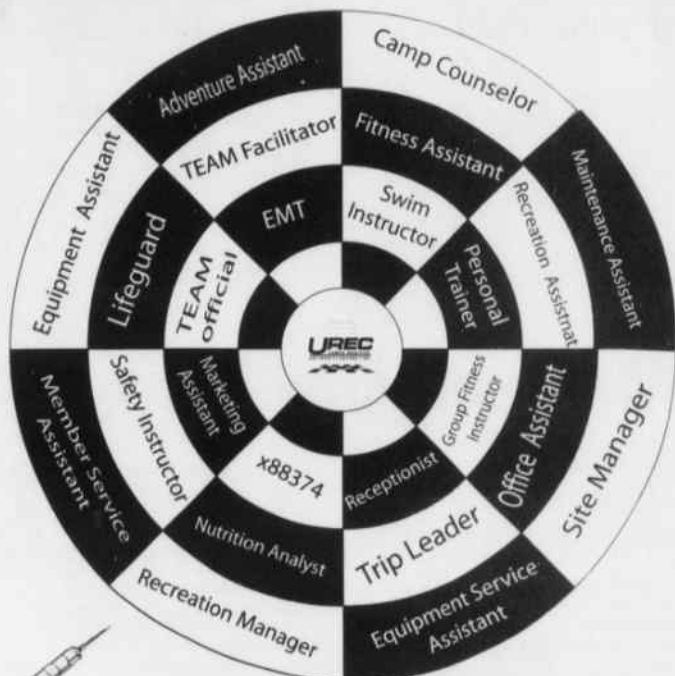 Adventure Assistant
Camp Counselor
Equipment Assistant
TEAM Facilitator
Fitness Assistant
Maintenance Assistant
Lifeguard
EMT
Swim
Instructor
Recreation Assistnat
TEAM
Official
Personal
Trainer
UREC
Member Service
Assistant
Safety Instructor
Marketing
Assistant
Group Fitness
Instructor
Office Assistant
Site Manager
x88374
Receptionist
Nutrition Analyst
Trip Leader
Recreation Manager
Equipment Service
Assistant